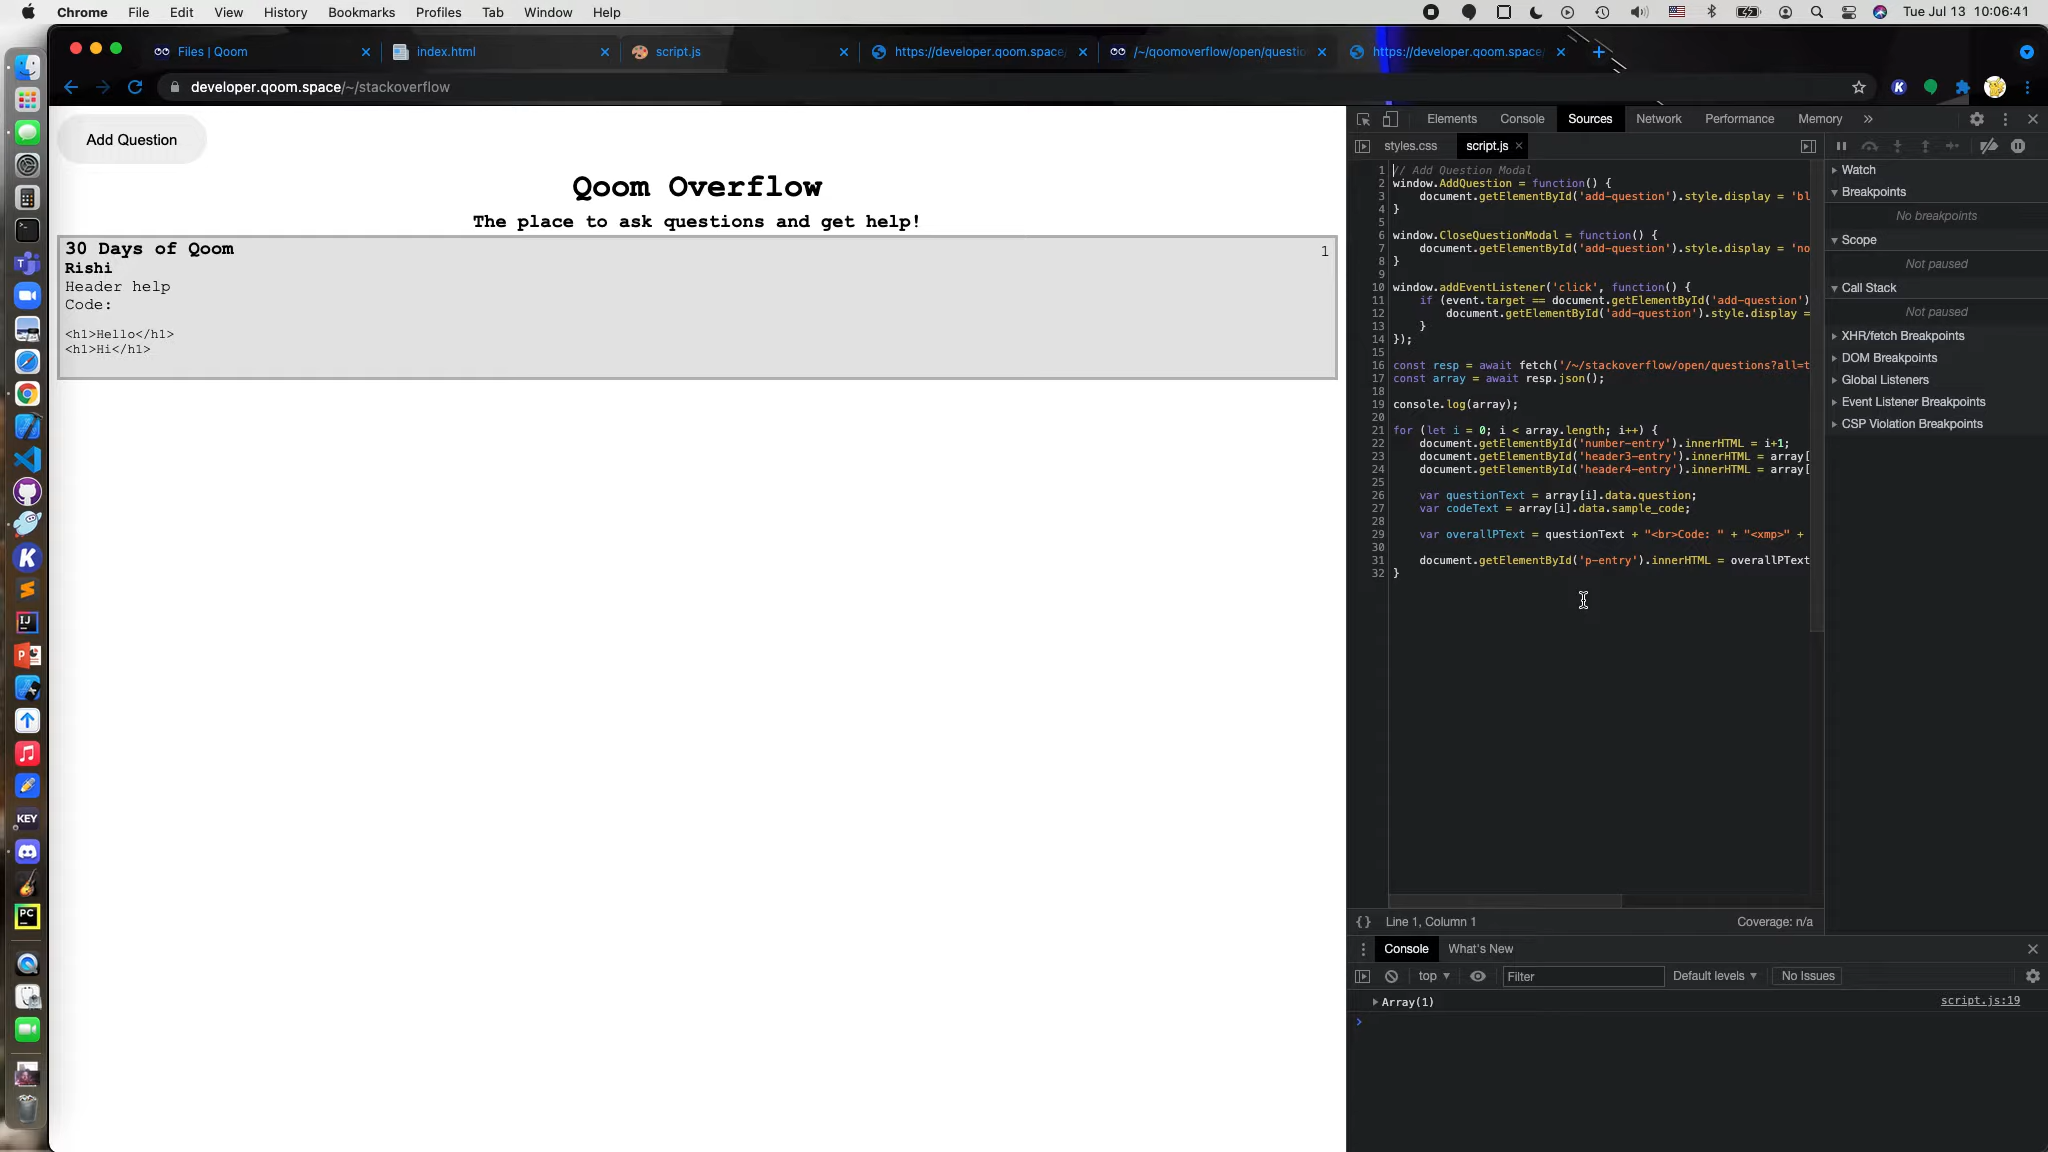 Chrome File Edit View History Bookmarks Profiles Tab Window Help Tue Jul 13 10:06:41
Files | Qoom index.html script.js https://developer.qoom.space/ /~/qoomoverflow/open/questio https://developer.qoom.space/
developer.qoom.space/~/stackoverflow
Add Question
Qoom Overflow
The place to ask questions and get help!
30 Days of Qoom 1
Rishi
Header help
Code:
<h1>Hello</h1>
<h1>Hi</h1>
Elements Console Sources Network Performance Memory »
styles.css script.js
1 // Add Question Modal
2 window.AddQuestion = function() {
3 document.getElementById('add-question').style.display = 'bl
4 }
5
6 window.CloseQuestionModal = function() {
7 document.getElementById('add-question').style.display = 'no
8 }
9
10 window.addEventListener('click', function() {
11 if (event.target == document.getElementById('add-question')
12 document.getElementById('add-question').style.display =
13 }
14 });
15
16 const resp = await fetch('/~/stackoverflow/open/questions?all=t
17 const array = await resp.json();
18
19 console.log(array);
20
21 for (let i = 0; i < array.length; i++) {
22 document.getElementById('number-entry').innerHTML = i+1;
23 document.getElementById('header3-entry').innerHTML = array[
24 document.getElementById('header4-entry').innerHTML = array[
25
26 var questionText = array[i].data.question;
27 var codeText = array[i].data.sample_code;
28
29 var overallPText = questionText + "<br>Code: " + "<xmp>" +
30
31 document.getElementById('p-entry').innerHTML = overallPText
32 }
{} Line 1, Column 1 Coverage: n/a
Watch
Breakpoints
No breakpoints
Scope
Not paused
Call Stack
Not paused
XHR/fetch Breakpoints
DOM Breakpoints
Global Listeners
Event Listener Breakpoints
CSP Violation Breakpoints
Console What's New
top Filter Default levels No Issues
Array(1) script.js:19
KEY
PC
IJ
K